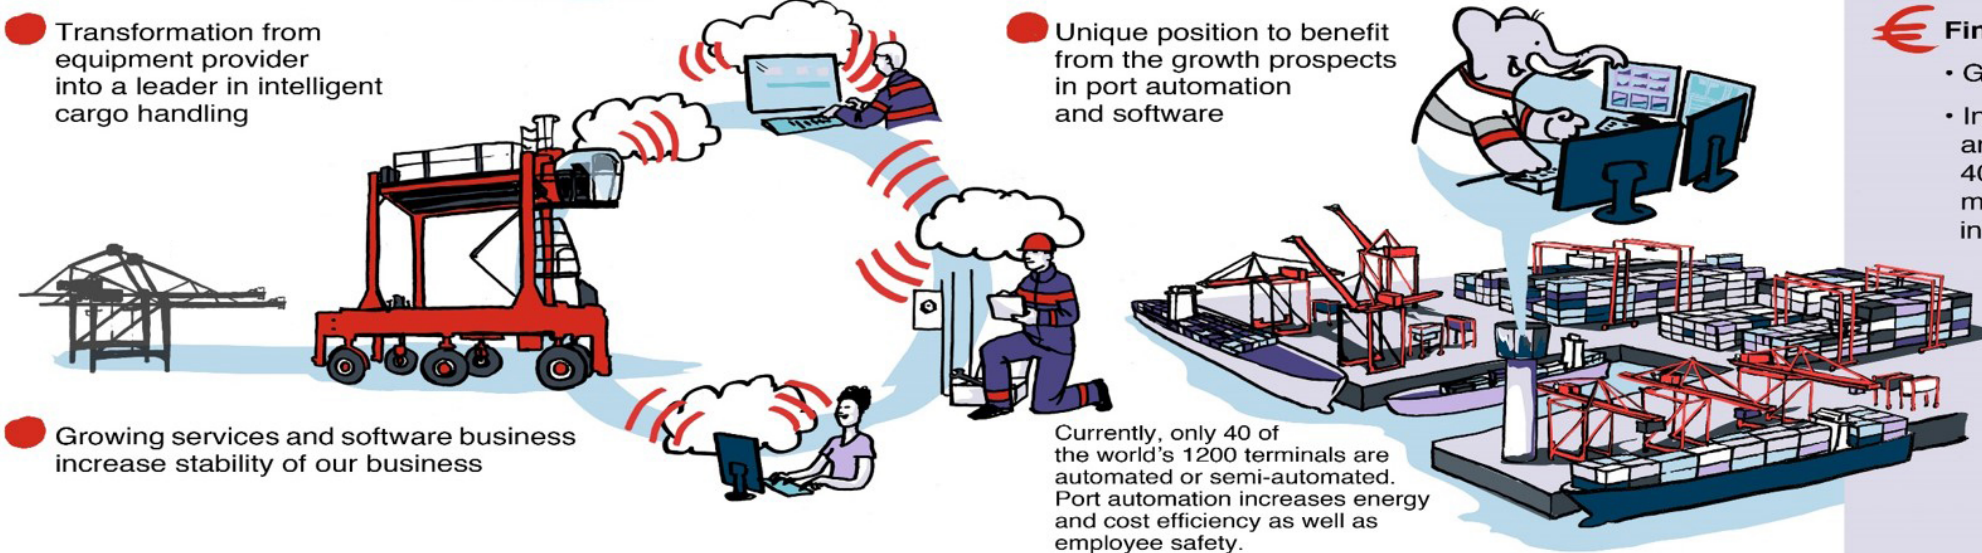 Transformation from
equipment provider
into a leader in intelligent
cargo handling
Growing services and software business
increase stability of our business
Unique position to benefit
from the growth prospects
in port automation
and software
Currently, only 40 of
the world's 1200 terminals are
automated or semi-automated.
Port automation increases energy
and cost efficiency as well as
employee safety.
€
• G
40